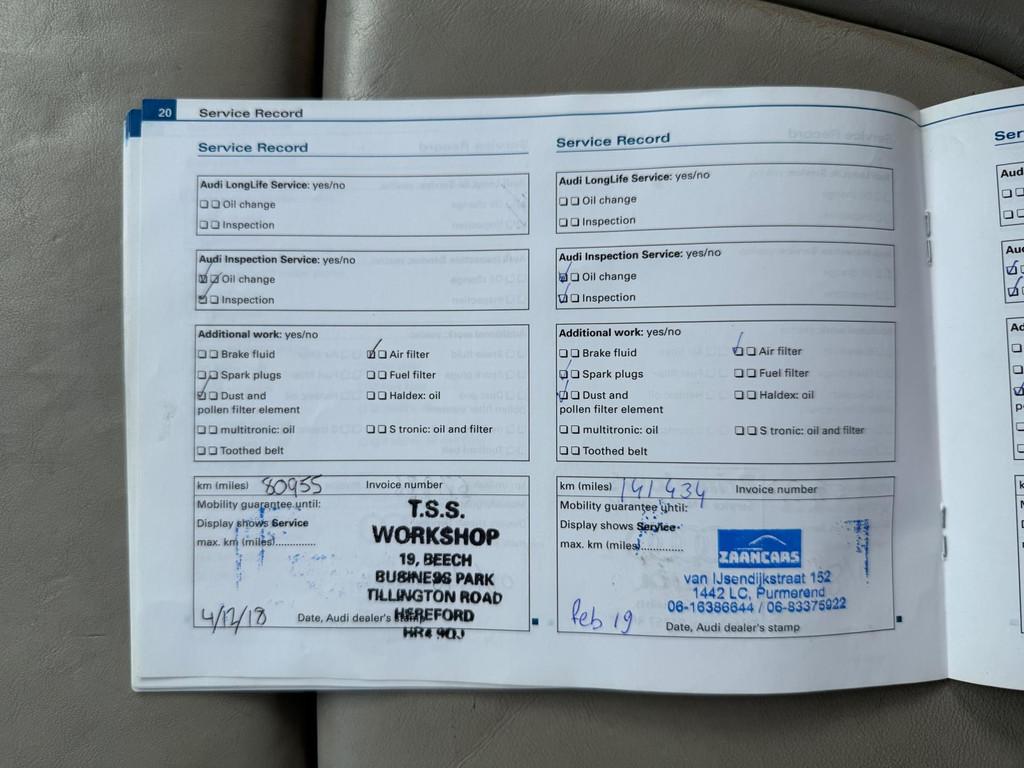 20 Service Record
Service Record
Audi LongLife Service: yes/no
Oil change
Inspection
Audi Inspection Service: yes/no
Oil change
Inspection
Additional work: yes/no
Brake fluid
Air filter
Spark plugs
Fuel filter
Dust and
pollen filter element
Haldex: oil
multitronic: oil
S tronic: oil and filter
Toothed belt
km (miles) 80955 Invoice number
Mobility guarantee until:
Display shows Service
max. km (miles).............
T.S.S.
WORKSHOP
19, BEECH
BUSINESS PARK
TILLINGTON ROAD
HEREFORD
HR4 9QJ
4/12/18
Date, Audi dealer's stamp
Service Record
Audi LongLife Service: yes/no
Oil change
Inspection
Audi Inspection Service: yes/no
Oil change
Inspection
Additional work: yes/no
Brake fluid
Air filter
Spark plugs
Fuel filter
Dust and
pollen filter element
Haldex: oil
multitronic: oil
S tronic: oil and filter
Toothed belt
km (miles) 141 434 Invoice number
Mobility guarantee until:
Display shows Service
max. km (miles).............
ZAANCARS
van IJsendijkstraat 152
1442 LC, Purmerend
06-16386644 / 06-83375922
feb 19
Date, Audi dealer's stamp